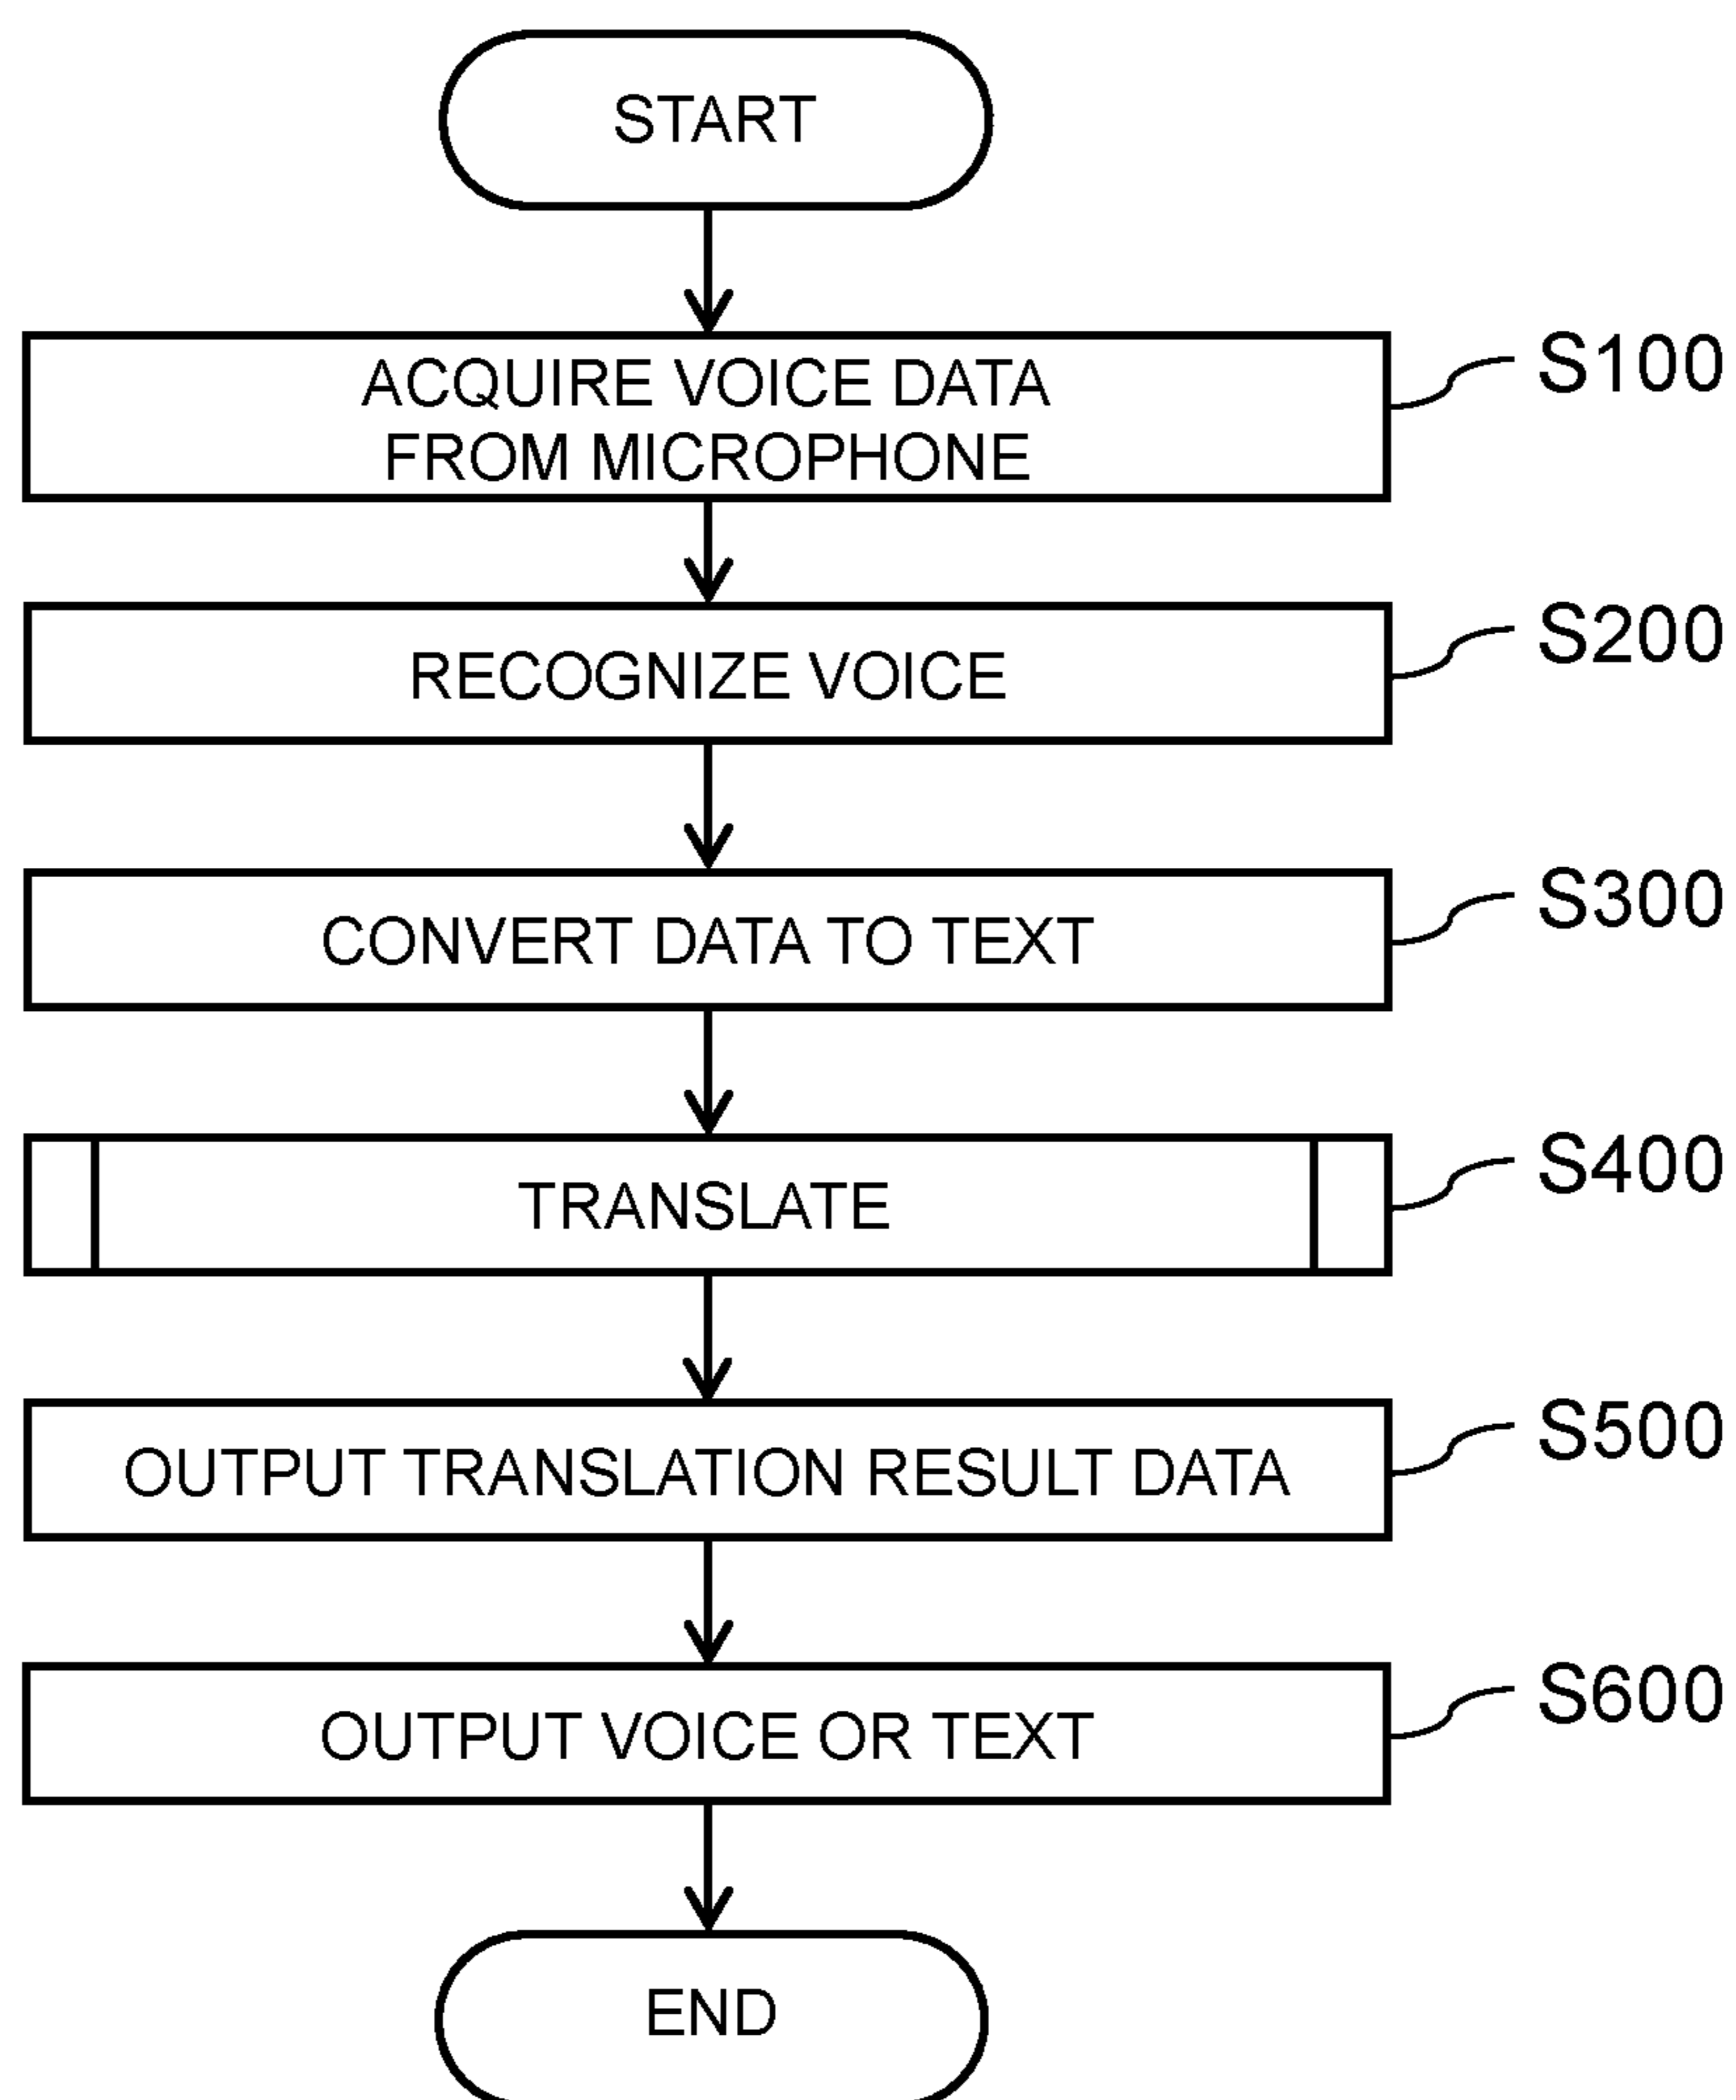 START
ACQUIRE VOICE DATA
FROM MICROPHONE
S100
RECOGNIZE VOICE
S200
CONVERT DATA TO TEXT
S300
TRANSLATE
S400
OUTPUT TRANSLATION RESULT DATA
S500
OUTPUT VOICE OR TEXT
S600
END